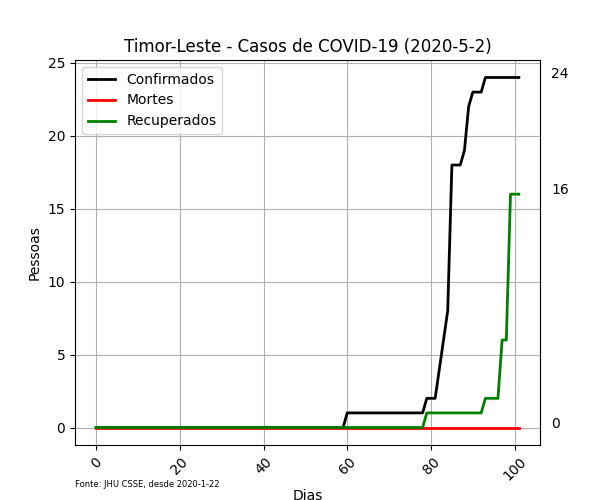 Timor-Leste - Casos de COVID-19 (2020-5-2)
Confirmados
Mortes
Recuperados
Pessoas
25
20
15
10
5
0
24
16
0
0
20
40
60
80
100
Fonte: JHU CSSE, desde 2020-1-22
Dias